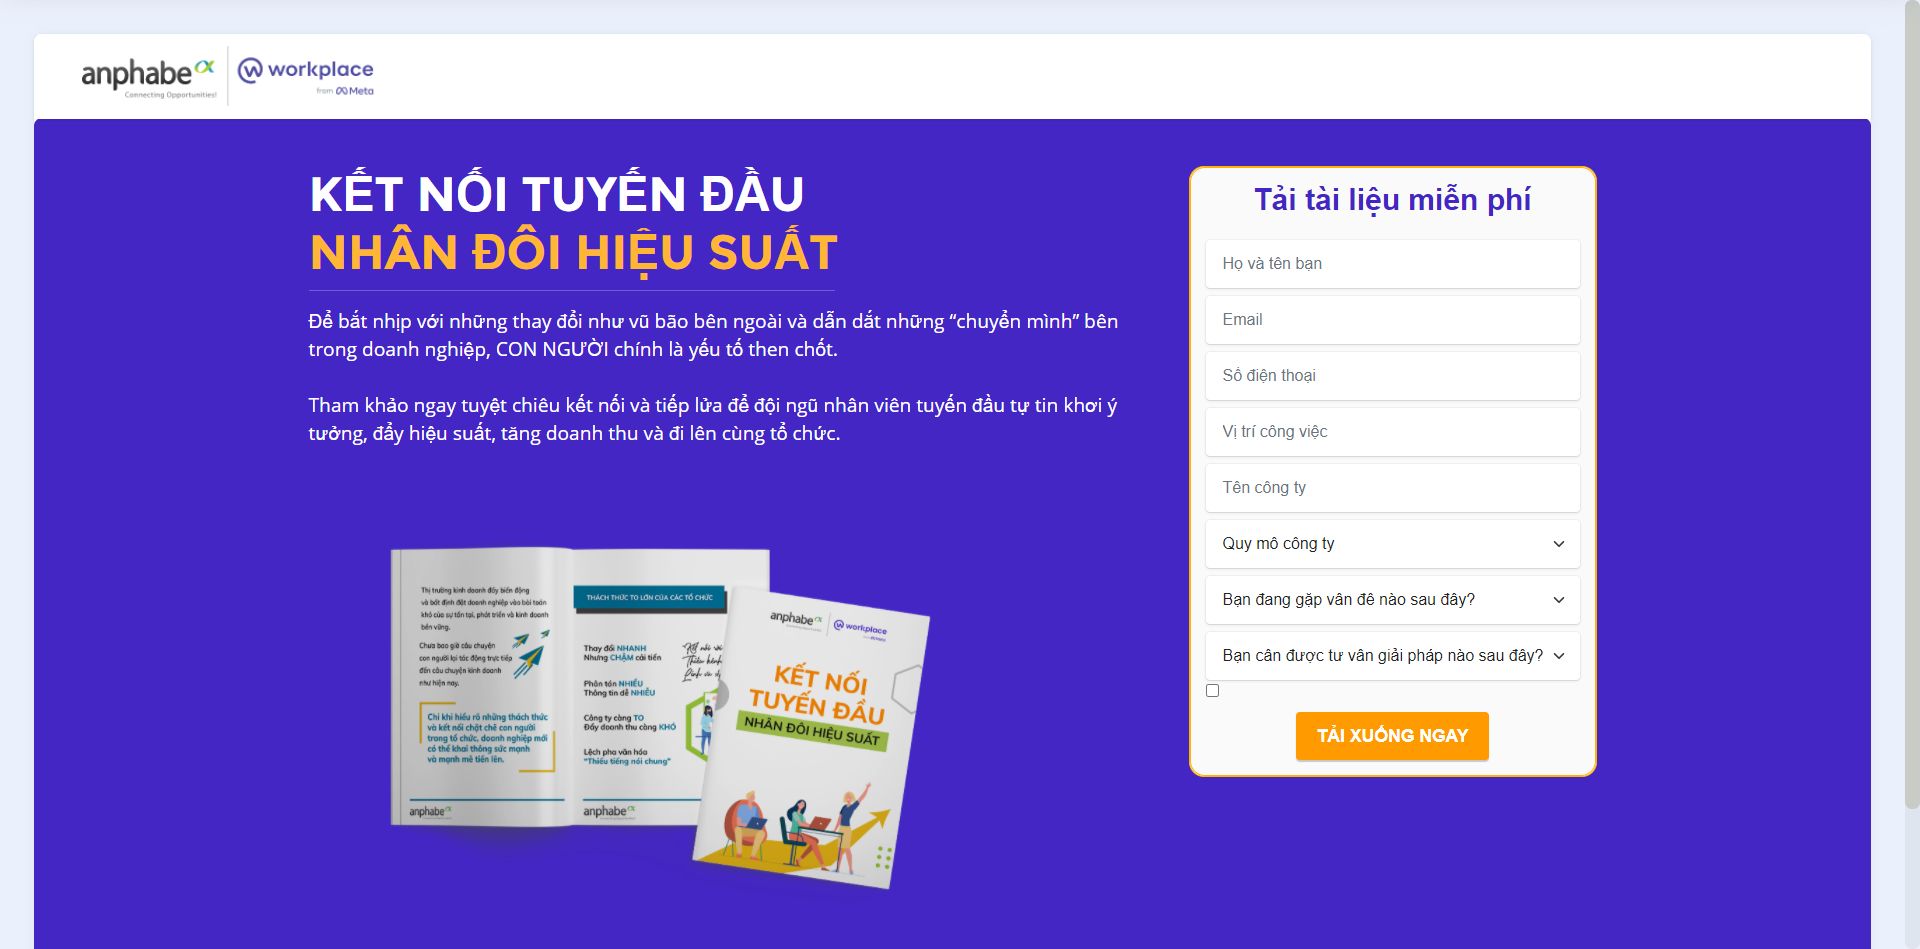 anphabe
Connecting Opportunities!
workplace
from Meta
KẾT NỐI TUYẾN ĐẦU
NHÂN ĐÔI HIỆU SUẤT
Để bắt nhịp với những thay đổi như vũ bão bên ngoài và dẫn dắt những “chuyển mình” bên
trong doanh nghiệp, CON NGƯỜI chính là yếu tố then chốt.
Tham khảo ngay tuyệt chiêu kết nối và tiếp lửa để đội ngũ nhân viên tuyến đầu tự tin khơi ý
tưởng, đẩy hiệu suất, tăng doanh thu và đi lên cùng tổ chức.
Thị trường kinh doanh đầy biến động
và bất định đặt doanh nghiệp vào bài toán
khó của sự tồn tại, phát triển và kinh doanh
bền vững.
Chưa bao giờ câu chuyện
con người lại tác động trực tiếp
đến câu chuyện kinh doanh
như hiện nay.
Chỉ khi hiểu rõ những thách thức
và kết nối chặt chẽ con người
trong tổ chức, doanh nghiệp mới
có thể khai thông sức mạnh
và mạnh mẽ tiến lên.
anphabe
THÁCH THỨC TO LỚN CỦA CÁC TỔ CHỨC
Thay đổi NHANH
Nhưng CHẬM cải tiến
Phân tán NHIỀU
Thông tin dễ NHIỄU
Công ty càng TO
Đẩy doanh thu càng KHÓ
Lệch pha văn hóa
"Thiếu tiếng nói chung"
anphabe
anphabe
workplace
KẾT NỐI
TUYẾN ĐẦU
NHÂN ĐÔI HIỆU SUẤT
Tải tài liệu miễn phí
Họ và tên bạn
Email
Số điện thoại
Vị trí công việc
Tên công ty
Quy mô công ty
Bạn đang gặp vấn đề nào sau đây?
Bạn cần được tư vấn giải pháp nào sau đây?
TẢI XUỐNG NGAY